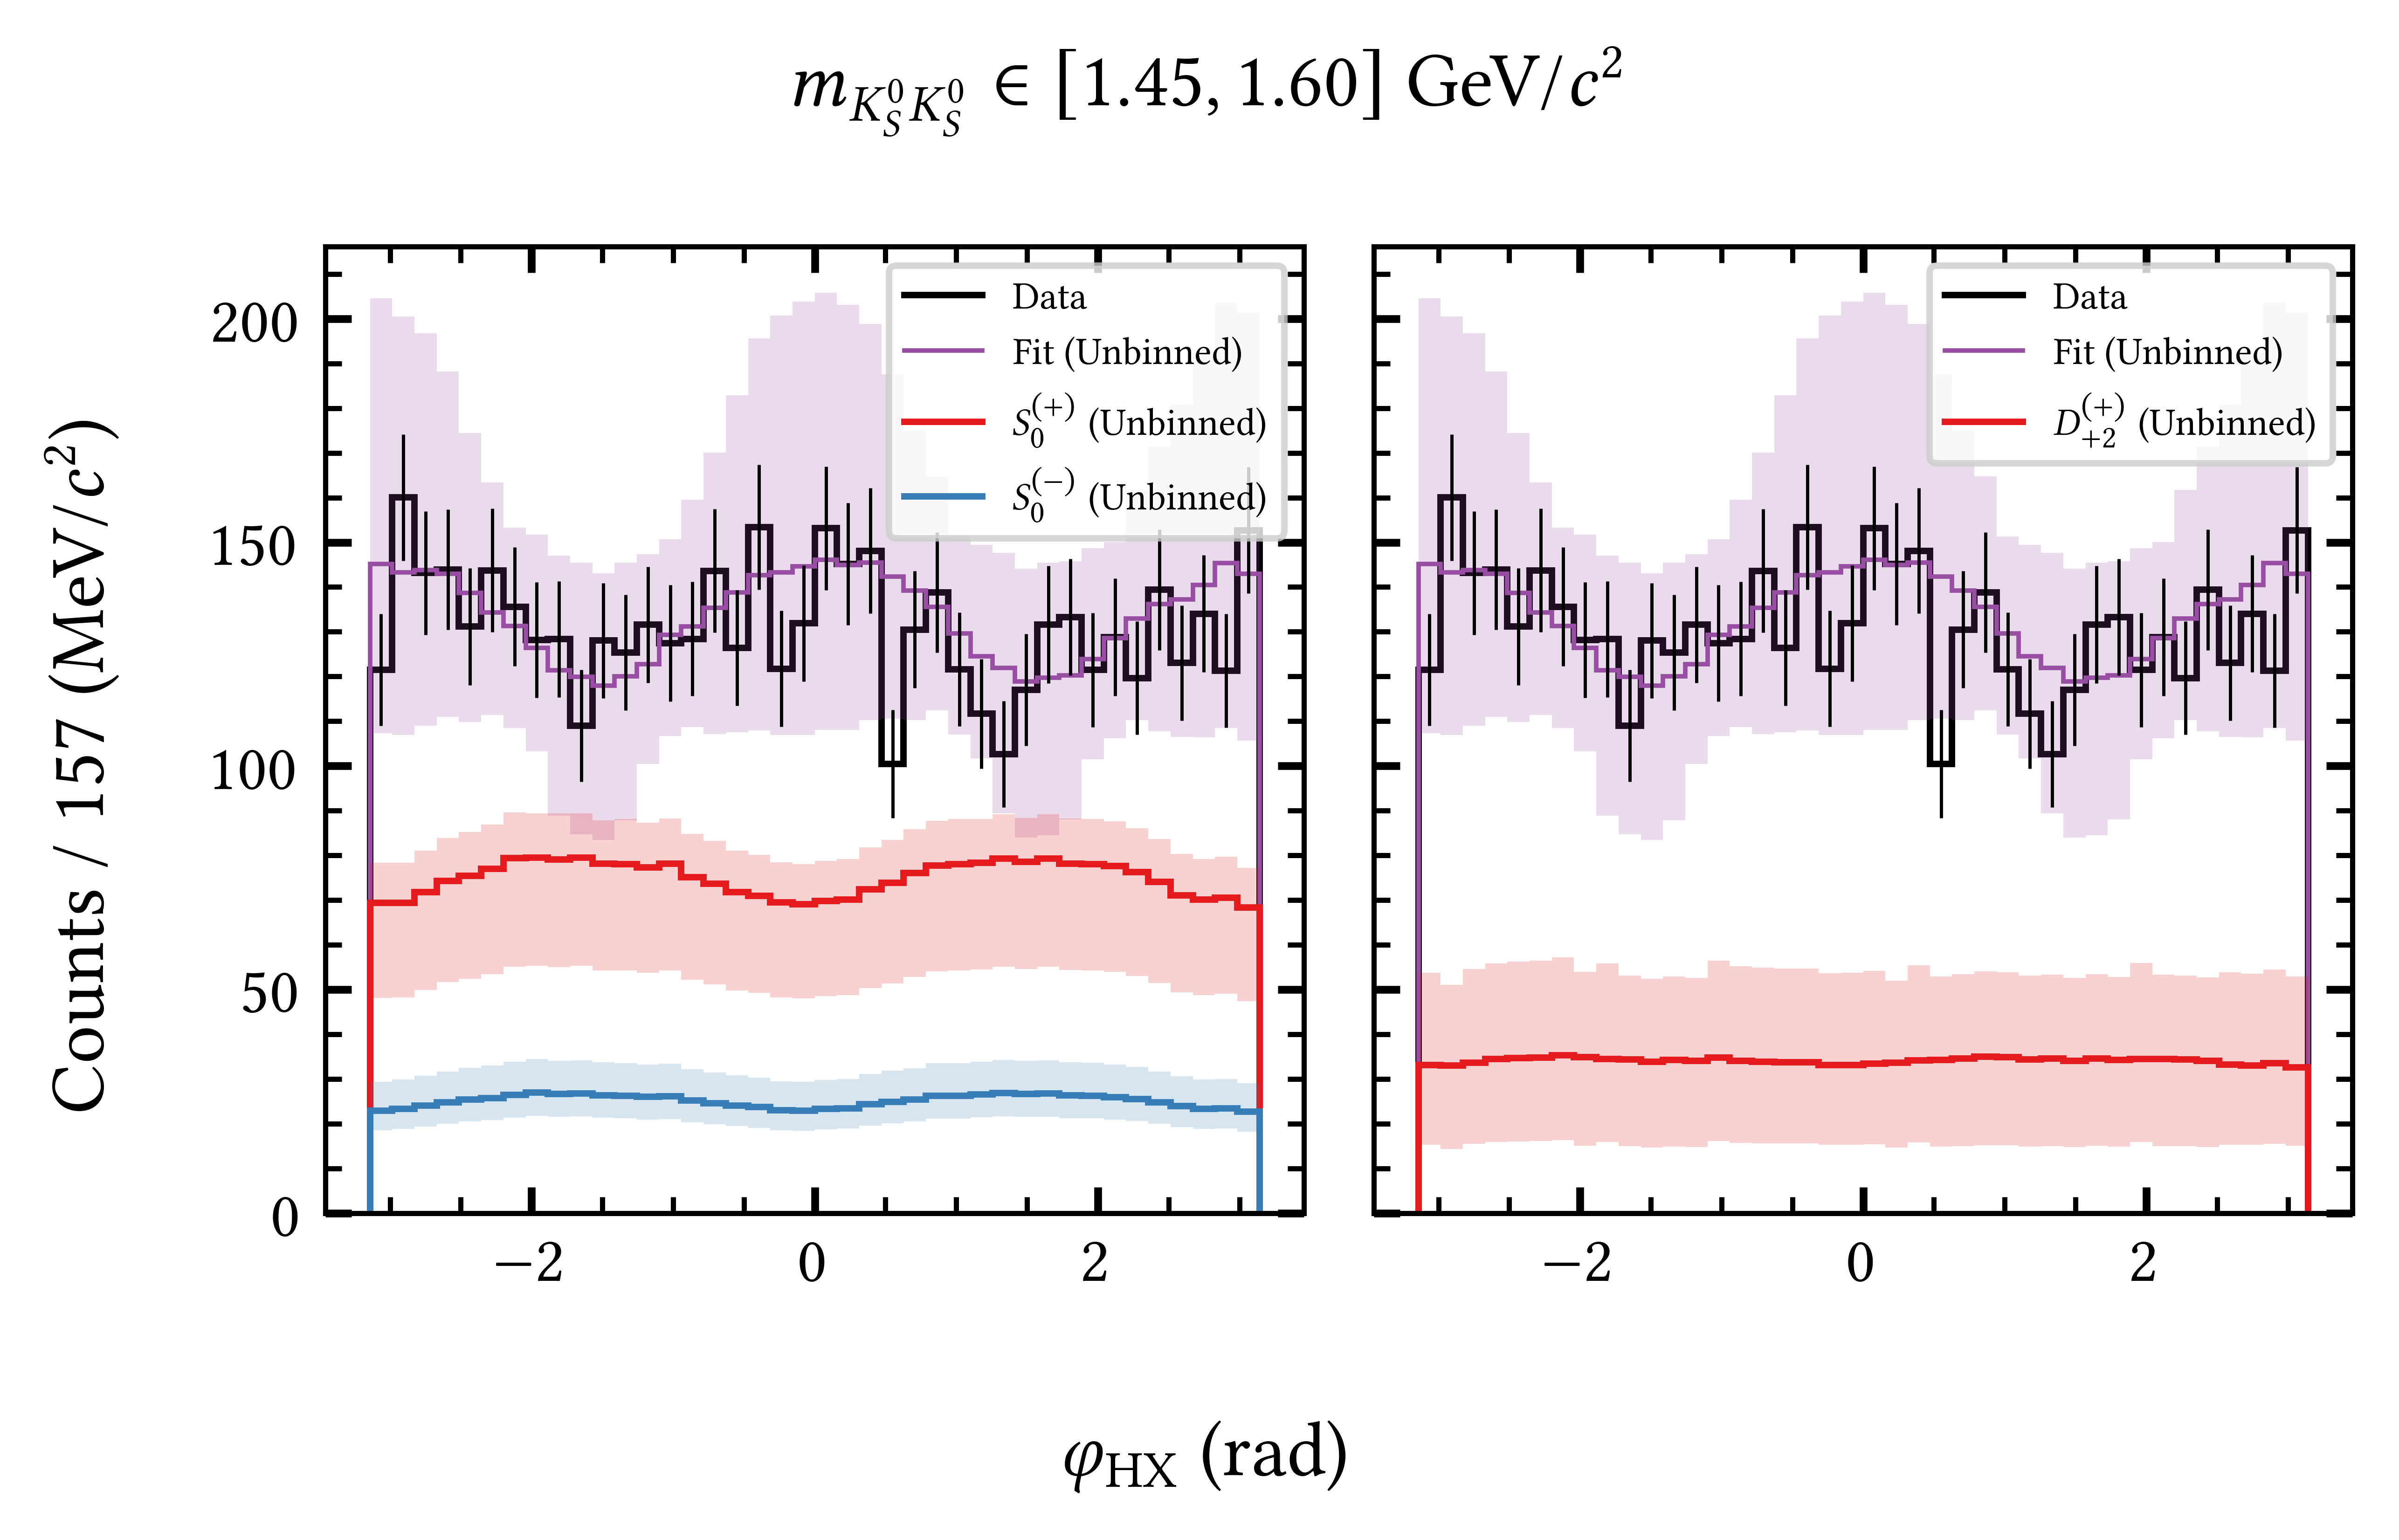 m_{K_S^0 K_S^0} ∈ [1.45, 1.60] GeV/c²
Counts / 157 (MeV/c²)
200
150
100
50
0
Data
Fit (Unbinned)
S_0^{(+)} (Unbinned)
S_0^{(−)} (Unbinned)
−2 0 2
Data
Fit (Unbinned)
D_{+2}^{(+)} (Unbinned)
−2 0 2
φ_{HX} (rad)